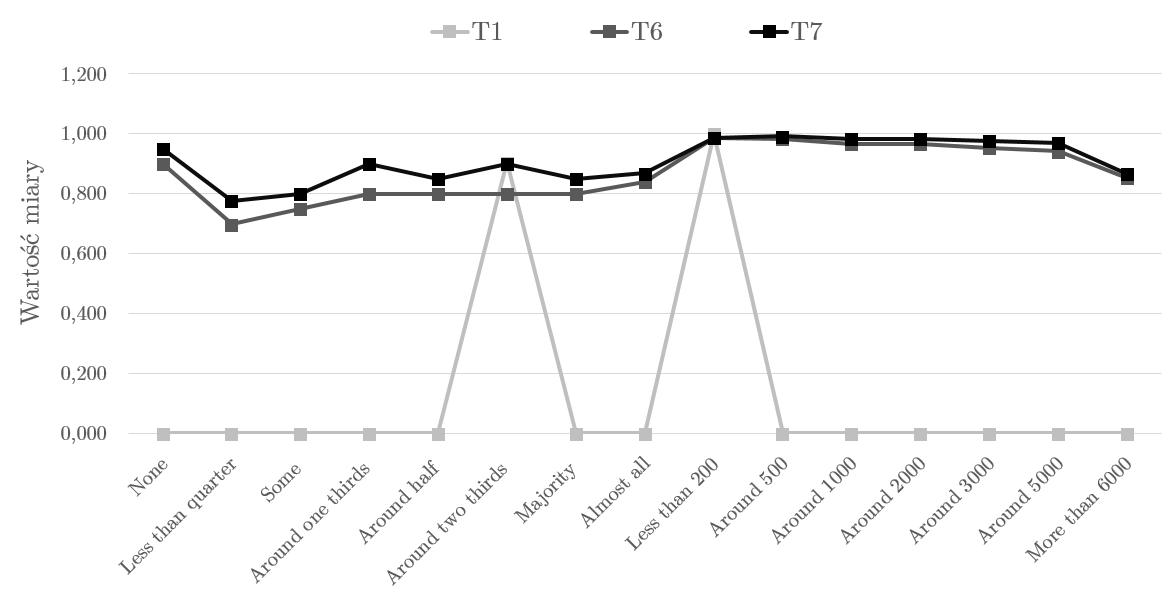 T1 T6 T7
Wartość miary
1,200
1,000
0,800
0,600
0,400
0,200
0,000
None
Less than quarter
Some
Around one thirds
Around half
Around two thirds
Majority
Almost all
Less than 200
Around 500
Around 1000
Around 2000
Around 3000
Around 5000
More than 6000